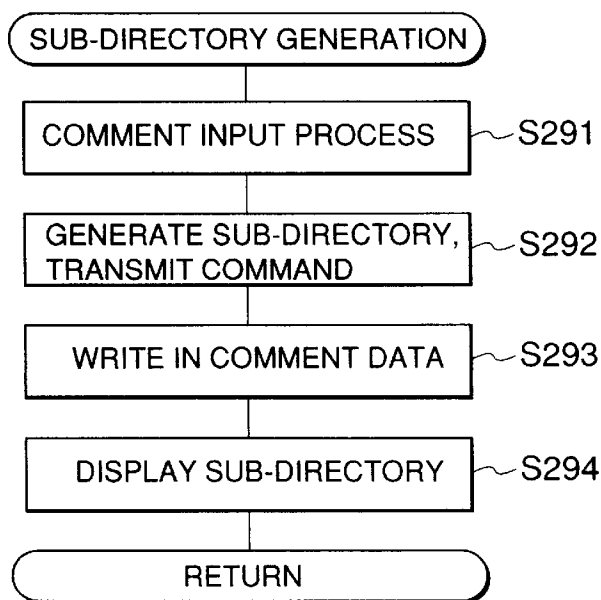 SUB-DIRECTORY GENERATION
COMMENT INPUT PROCESS
S291
GENERATE SUB-DIRECTORY,
TRANSMIT COMMAND
S292
WRITE IN COMMENT DATA
S293
DISPLAY SUB-DIRECTORY
S294
RETURN